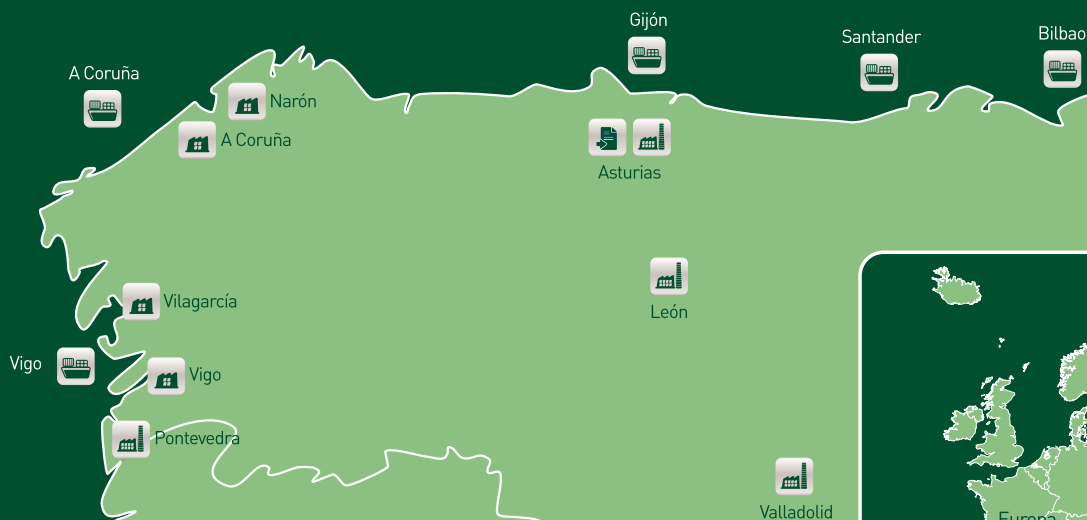 Gijón
Santander
Bilbao
A Coruña
Narón
A Coruña
Asturias
León
Vilagarcía
Vigo
Vigo
Pontevedra
Valladolid
Europa